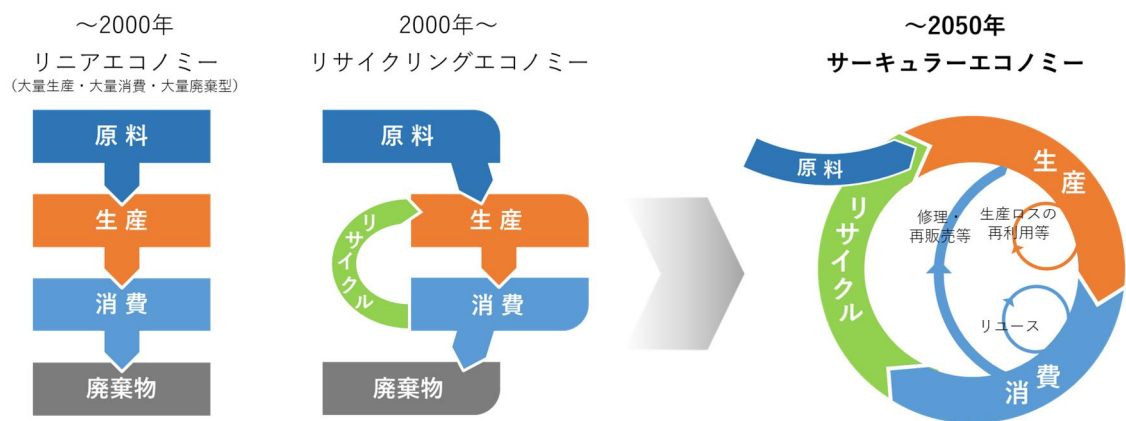 ～2000年
リニアエコノミー
（大量生産・大量消費・大量廃棄型）
原料
生産
消費
廃棄物
2000年～
リサイクリングエコノミー
原料
生産
リサイクル
消費
廃棄物
～2050年
サーキュラーエコノミー
原料
生産
リサイクル
修理・
再販売等
生産ロスの
再利用等
リユース
消費